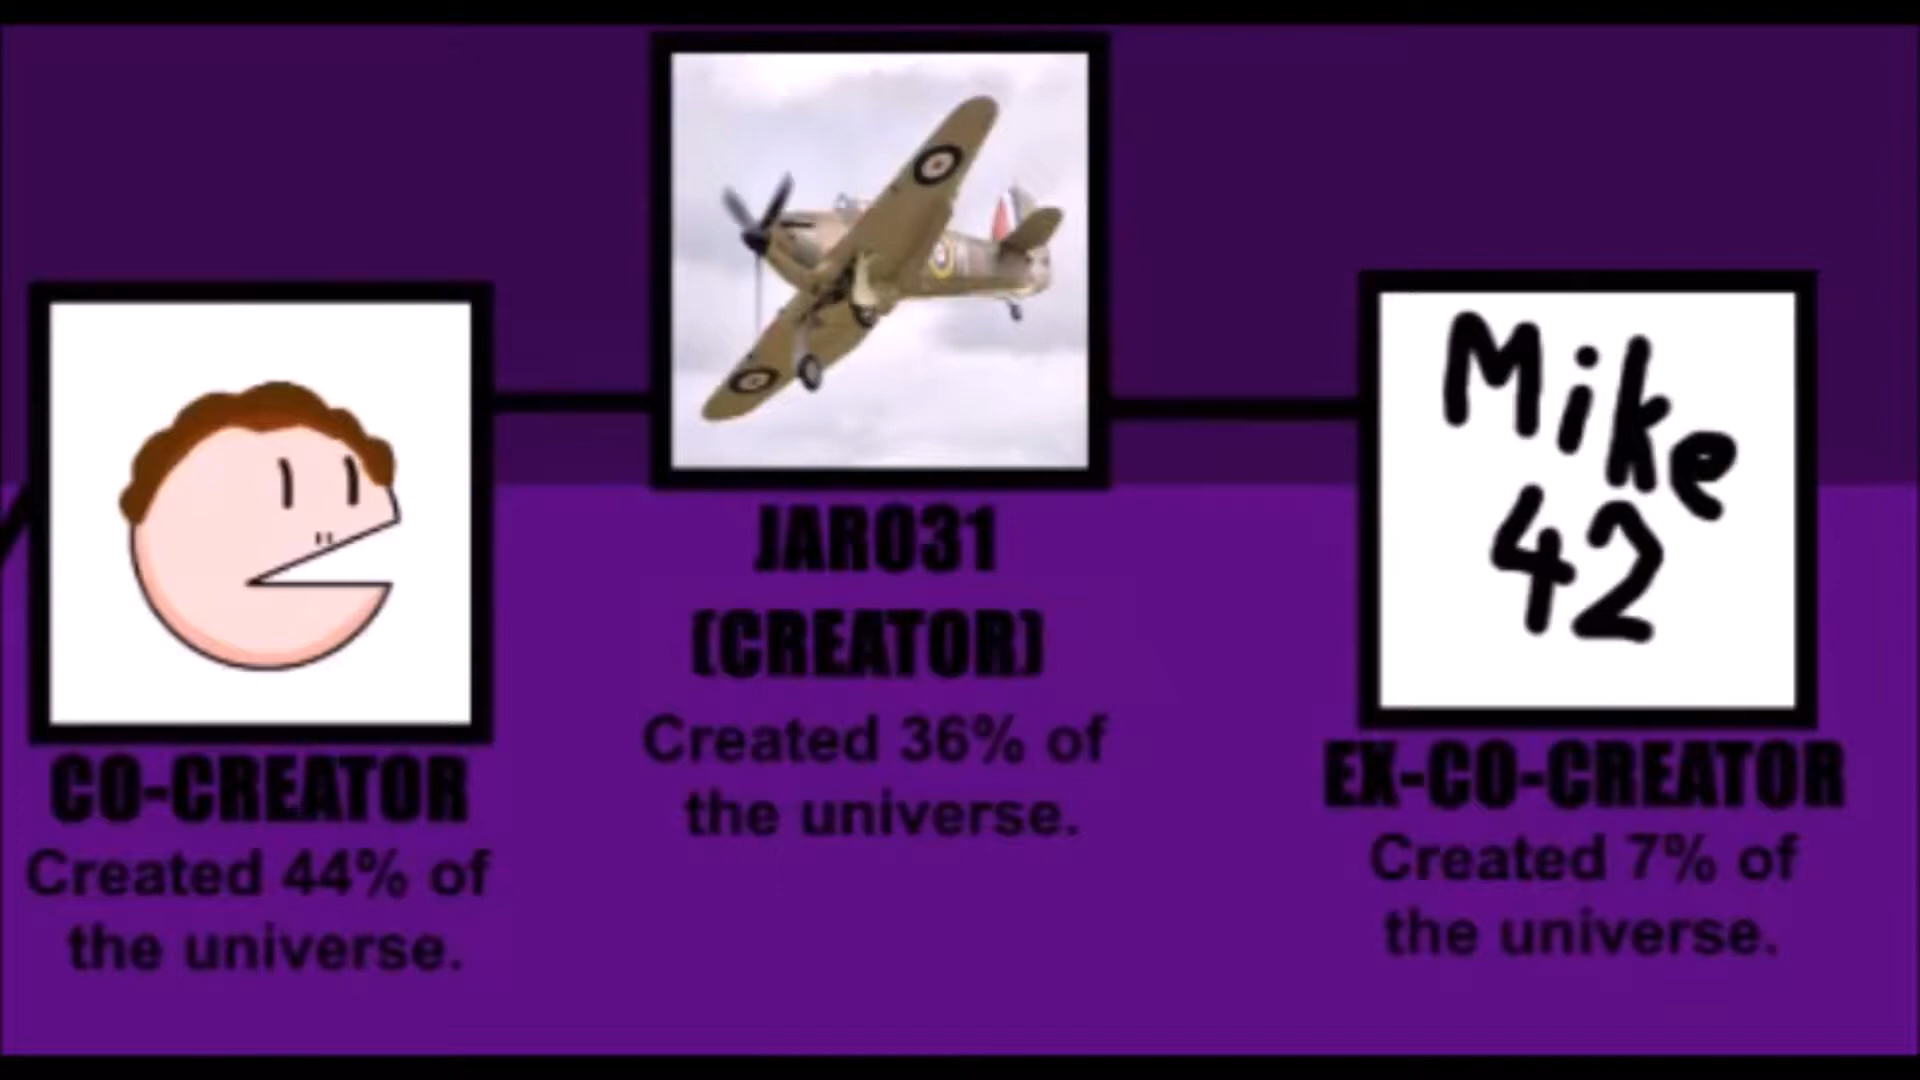 Mike
42
JARO31
(CREATOR)
Created 36% of
the universe.
CO-CREATOR
Created 44% of
the universe.
EX-CO-CREATOR
Created 7% of
the universe.